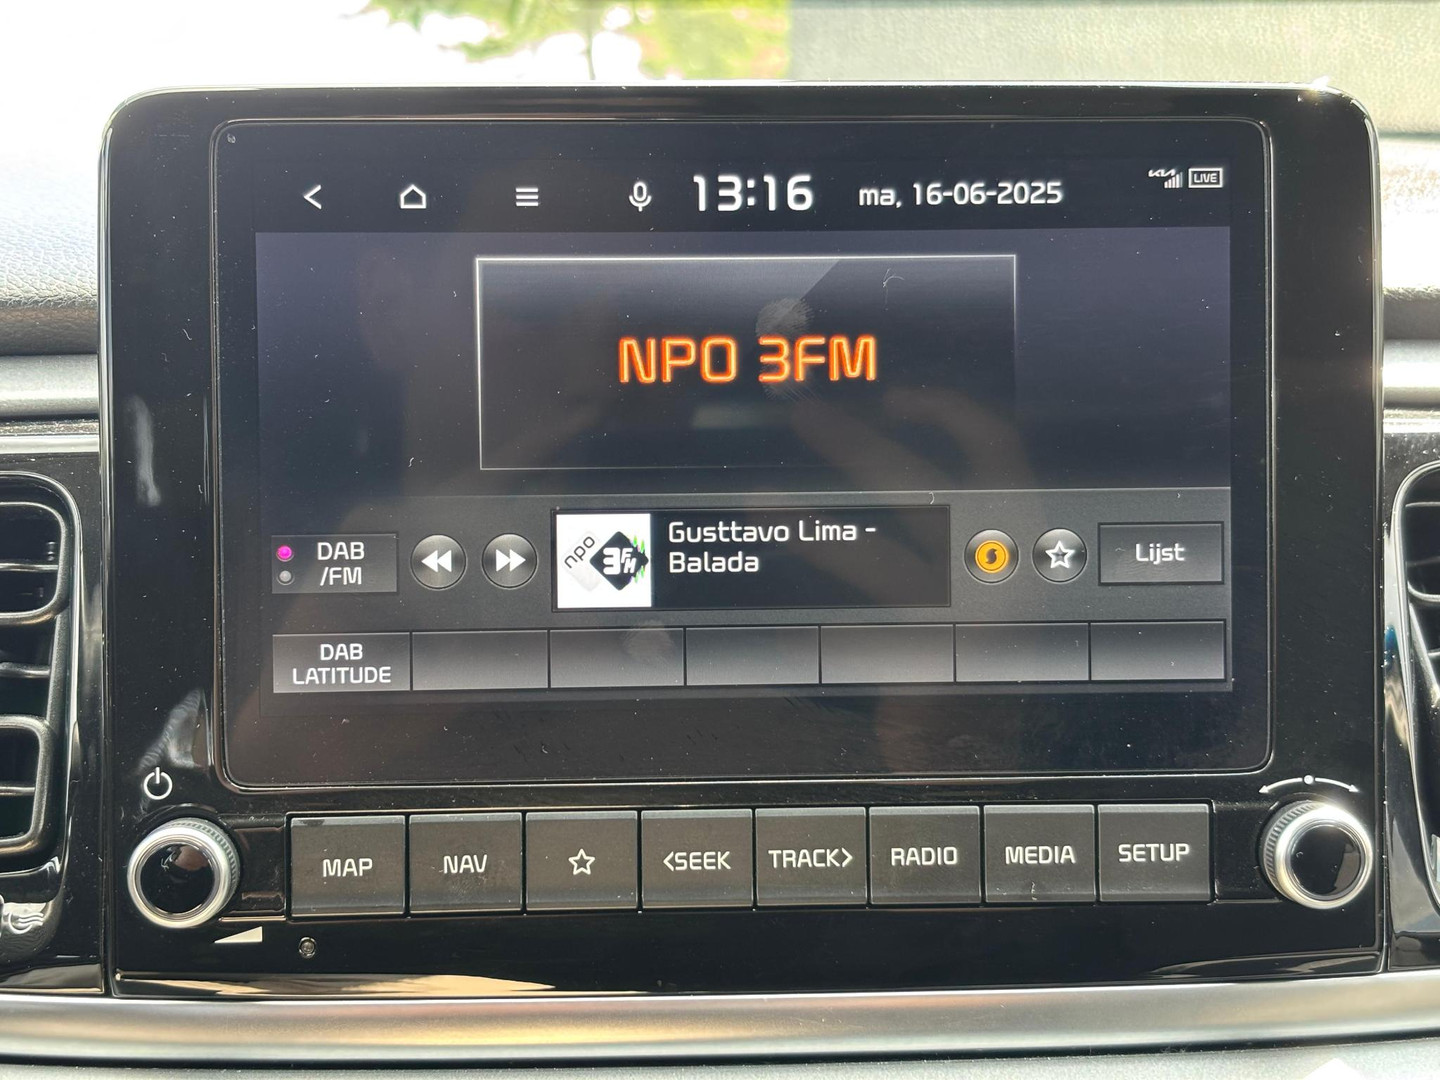 13:16
ma, 16-06-2025
LIVE
NPO 3FM
DAB
/FM
npo
3FM
Gusttavo Lima -
Balada
Lijst
DAB
LATITUDE
MAP
NAV
<SEEK
TRACK>
RADIO
MEDIA
SETUP